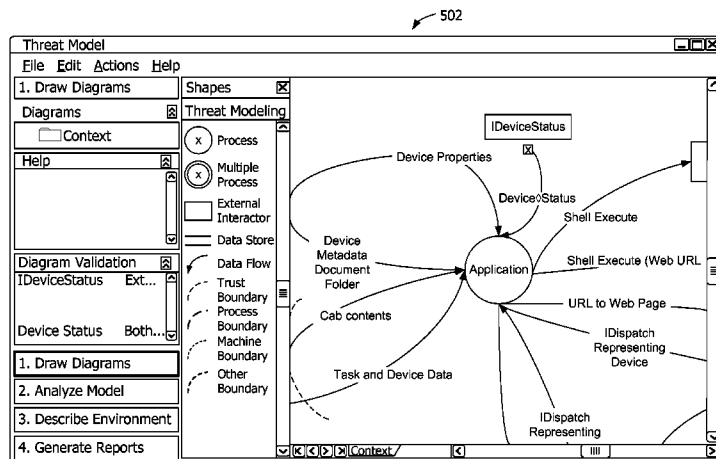 502
Threat Model
File Edit Actions Help
1. Draw Diagrams
Diagrams
Context
Help
Diagram Validation
IDeviceStatus Ext...
Device Status Both...
1. Draw Diagrams
2. Analyze Model
3. Describe Environment
4. Generate Reports
Shapes
Threat Modeling
X
Process
X
Multiple
Process
External
Interactor
Data Store
Data Flow
Trust
Boundary
Process
Boundary
Machine
Boundary
Other
Boundary
IDeviceStatus
Device Properties
Device◊Status
Shell Execute
Device
Metadata
Document
Folder
Application
Shell Execute (Web URL
Cab contents
URL to Web Page
IDispatch
Representing
Device
Task and Device Data
IDispatch
Representing
Context